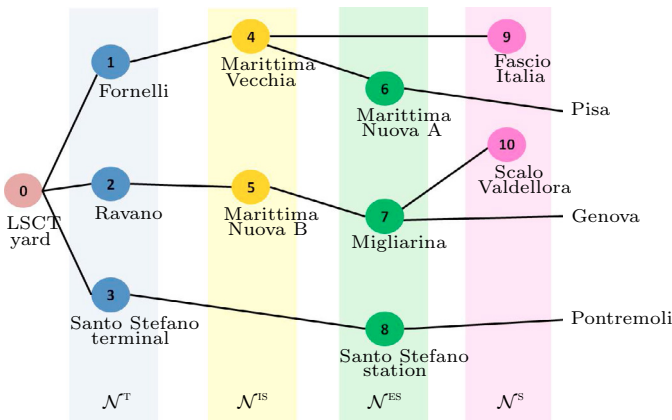 0
LSCT
yard
1
Fornelli
2
Ravano
3
Santo Stefano
terminal
4
Marittima
Vecchia
5
Marittima
Nuova B
6
Marittima
Nuova A
7
Migliarina
8
Santo Stefano
station
9
Fascio
Italia
10
Scalo
Valdellora
Pisa
Genova
Pontremoli
𝒩ᵀ
𝒩ᴵˢ
𝒩ᴱˢ
𝒩ˢ